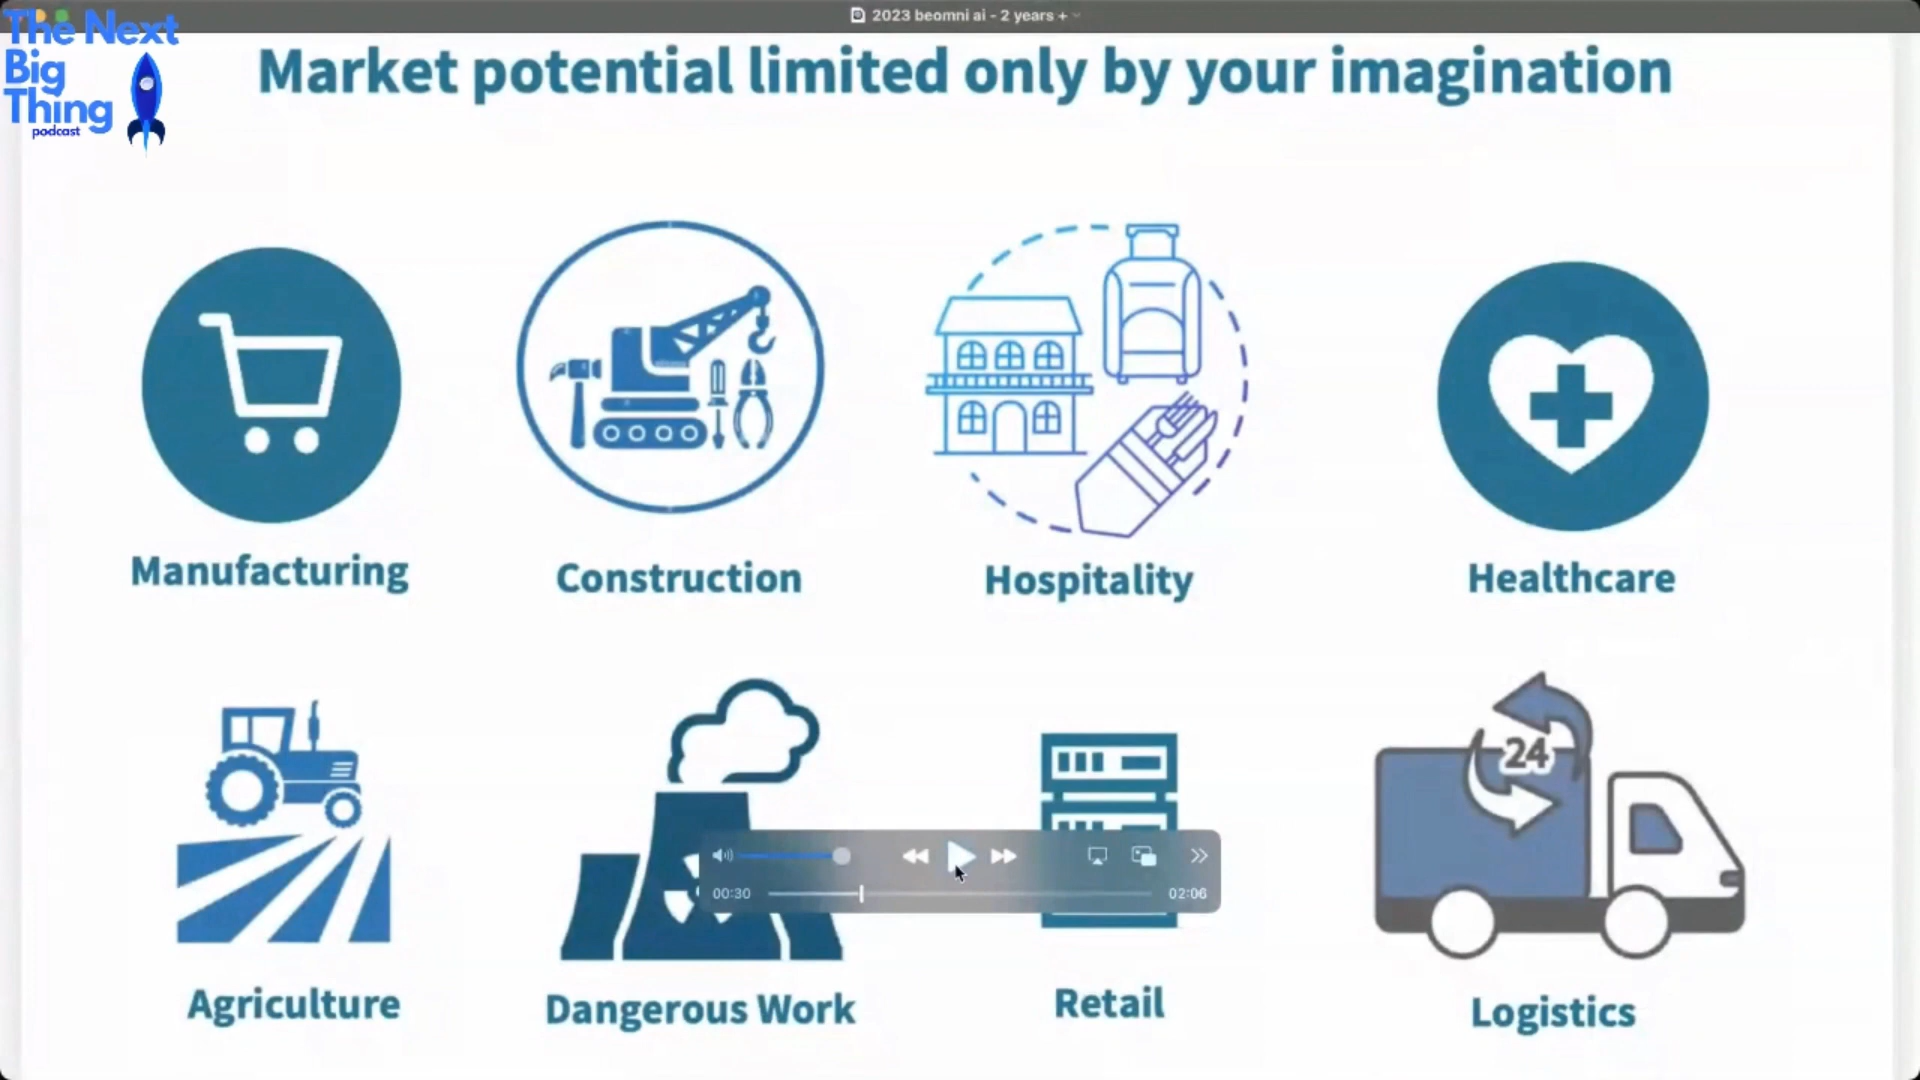 2023 beomni ai - 2 years +
The Next
Big
Thing
podcast
Market potential limited only by your imagination
Manufacturing
Construction
Hospitality
Healthcare
24
00:30
02:06
Agriculture
Dangerous Work
Retail
Logistics